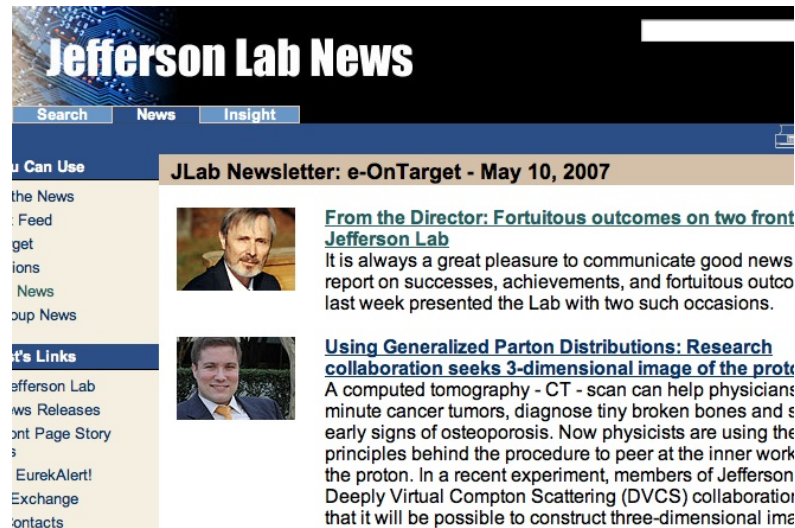 Jefferson Lab News
Search News Insight
u Can Use
the News
Feed
get
ions
News
oup News
st's Links
efferson Lab
ws Releases
ont Page Story
s
EurekAlert!
Exchange
ontacts
JLab Newsletter: e-OnTarget - May 10, 2007
From the Director: Fortuitous outcomes on two front
Jefferson Lab
It is always a great pleasure to communicate good news
report on successes, achievements, and fortuitous outco
last week presented the Lab with two such occasions.
Using Generalized Parton Distributions: Research
collaboration seeks 3-dimensional image of the proto
A computed tomography - CT - scan can help physicians
minute cancer tumors, diagnose tiny broken bones and s
early signs of osteoporosis. Now physicists are using the
principles behind the procedure to peer at the inner work
the proton. In a recent experiment, members of Jefferson
Deeply Virtual Compton Scattering (DVCS) collaboration
that it will be possible to construct three-dimensional ima